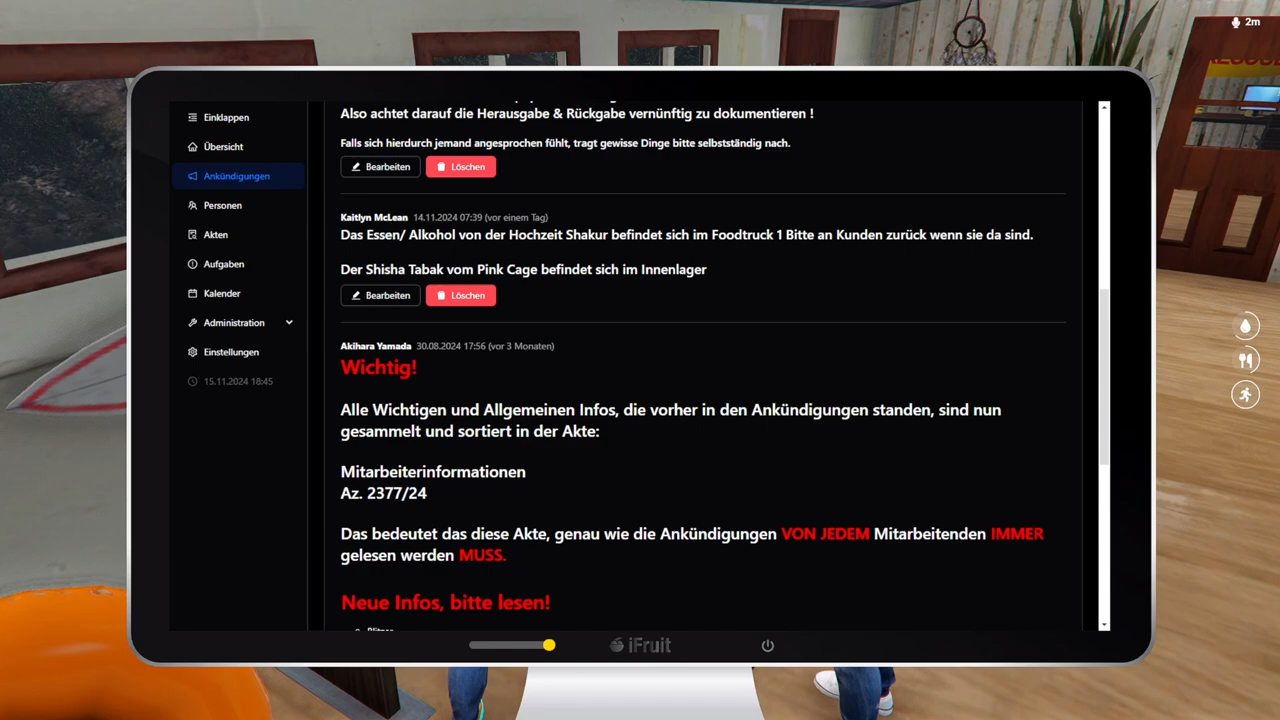 2m
Einklappen
Übersicht
Ankündigungen
Personen
Akten
Aufgaben
Kalender
Administration
Einstellungen
15.11.2024 18:45
Also achtet darauf die Herausgabe & Rückgabe vernünftig zu dokumentieren !
Falls sich hierdurch jemand angesprochen fühlt, tragt gewisse Dinge bitte selbstständig nach.
Bearbeiten Löschen
Kaitlyn McLean 14.11.2024 07:39 (vor einem Tag)
Das Essen/ Alkohol von der Hochzeit Shakur befindet sich im Foodtruck 1 Bitte an Kunden zurück wenn sie da sind.
Der Shisha Tabak vom Pink Cage befindet sich im Innenlager
Bearbeiten Löschen
Akihara Yamada 30.08.2024 17:56 (vor 3 Monaten)
Wichtig!
Alle Wichtigen und Allgemeinen Infos, die vorher in den Ankündigungen standen, sind nun
gesammelt und sortiert in der Akte:
Mitarbeiterinformationen
Az. 2377/24
Das bedeutet das diese Akte, genau wie die Ankündigungen VON JEDEM Mitarbeitenden IMMER
gelesen werden MUSS.
Neue Infos, bitte lesen!
iFruit